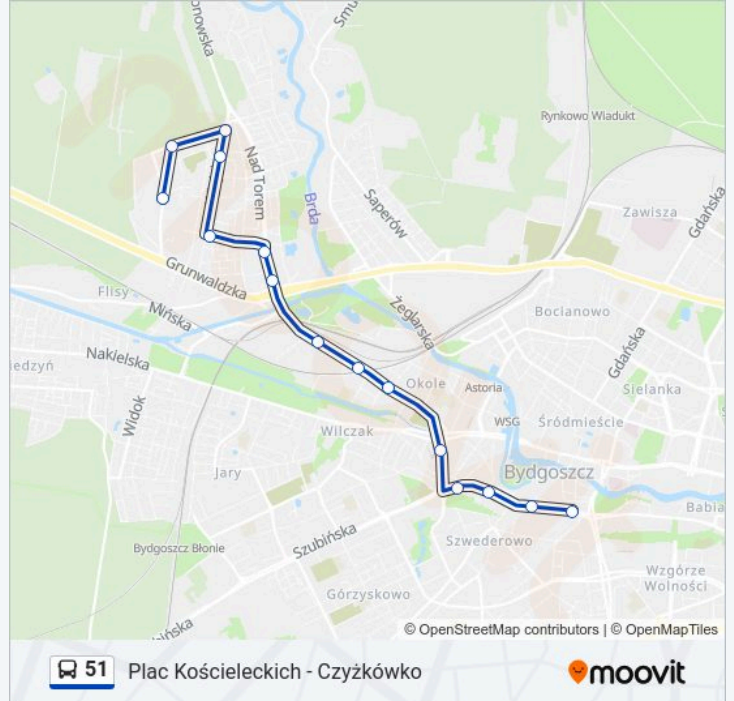 onowska
Smu
Rynkowo Wiadukt
Nad Torem
Brda
Saperów
Zawisza
Gdańska
Grunwaldzka
Flisy
Mińska
Żeglarska
Bocianowo
iedzyń
Nakielska
Gdańska
Okole
Astoria
Sielanka
Widok
WSG
Śródmieście
Wilczak
Jary
Bydgoszcz
Babia
Szubińska
Szwederowo
Bydgoszcz Błonie
Wzgórze
Wolności
Górzyskowo
bińska
© OpenStreetMap contributors | © OpenMapTiles
51 Plac Kościeleckich - Czyżkówko
moovit